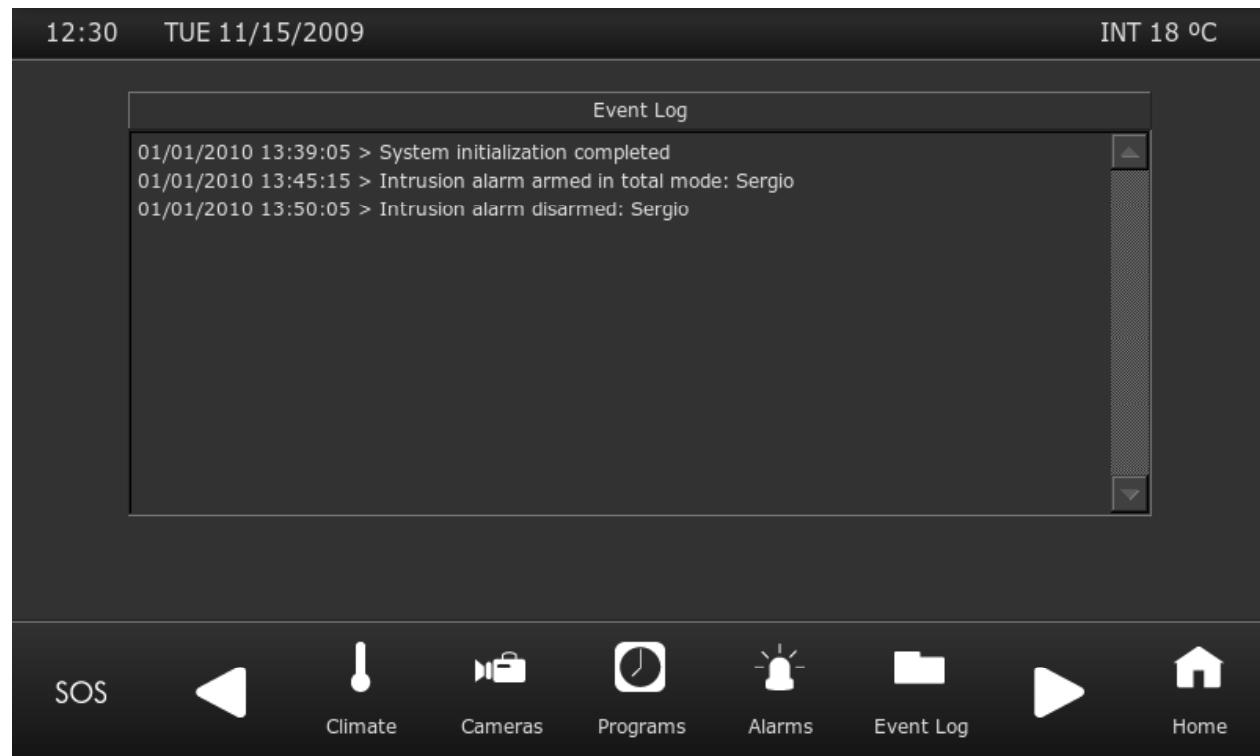 12:30 TUE 11/15/2009 INT 18 ºC
Event Log
01/01/2010 13:39:05 > System initialization completed
01/01/2010 13:45:15 > Intrusion alarm armed in total mode: Sergio
01/01/2010 13:50:05 > Intrusion alarm disarmed: Sergio
SOS
Climate Cameras Programs Alarms Event Log Home